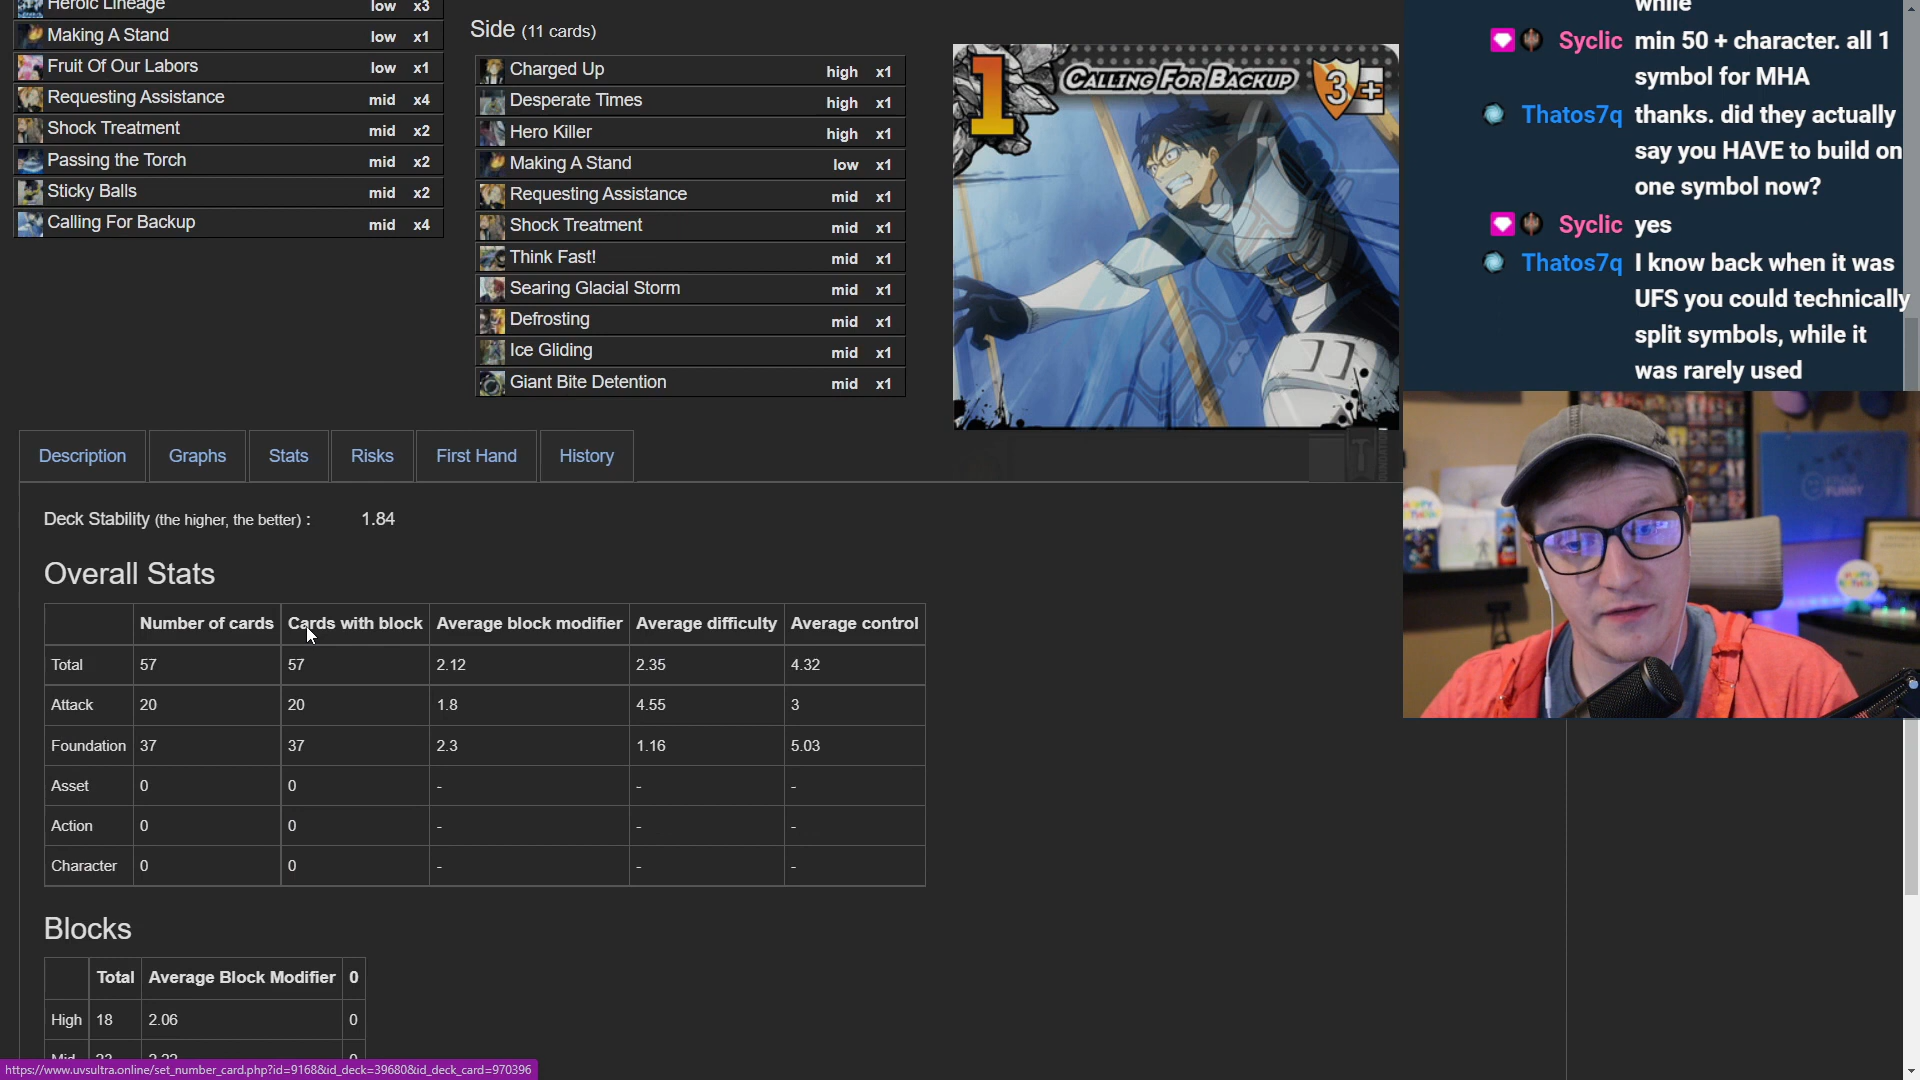 Heroic Lineage low x3
Making A Stand low x1
Fruit Of Our Labors low x1
Requesting Assistance mid x4
Shock Treatment mid x2
Passing the Torch mid x2
Sticky Balls mid x2
Calling For Backup mid x4
Side (11 cards)
Charged Up high x1
Desperate Times high x1
Hero Killer high x1
Making A Stand low x1
Requesting Assistance mid x1
Shock Treatment mid x1
Think Fast! mid x1
Searing Glacial Storm mid x1
Defrosting mid x1
Ice Gliding mid x1
Giant Bite Detention mid x1
1 CALLING FOR BACKUP 3 +
while
Syclic min 50 + character. all 1
symbol for MHA
Thatos7q thanks. did they actually
say you HAVE to build on
one symbol now?
Syclic yes
Thatos7q I know back when it was
UFS you could technically
split symbols, while it
was rarely used
Description Graphs Stats Risks First Hand History
Deck Stability (the higher, the better) : 1.84
Overall Stats
Number of cards Cards with block Average block modifier Average difficulty Average control
Total 57 57 2.12 2.35 4.32
Attack 20 20 1.8 4.55 3
Foundation 37 37 2.3 1.16 5.03
Asset 0 0 - - -
Action 0 0 - - -
Character 0 0 - - -
Blocks
Total Average Block Modifier 0
High 18 2.06 0
Mid 23 2.22 0
https://www.uvsultra.online/set_number_card.php?id=9168&id_deck=39680&id_deck_card=970396